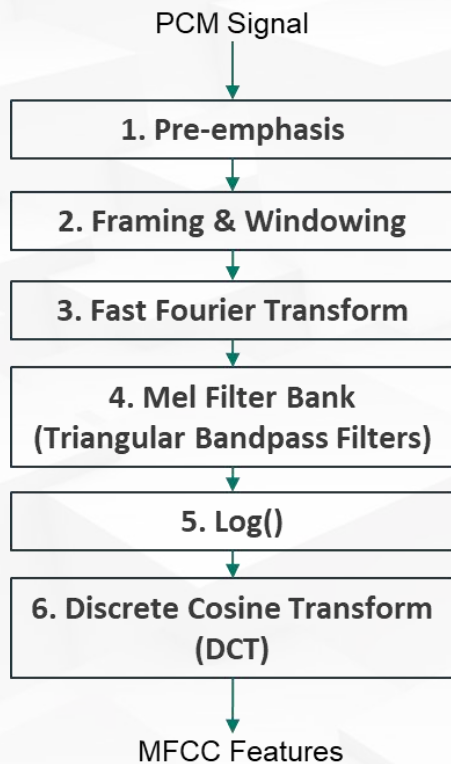 PCM Signal
1. Pre-emphasis
2. Framing & Windowing
3. Fast Fourier Transform
4. Mel Filter Bank
(Triangular Bandpass Filters)
5. Log()
6. Discrete Cosine Transform
(DCT)
MFCC Features